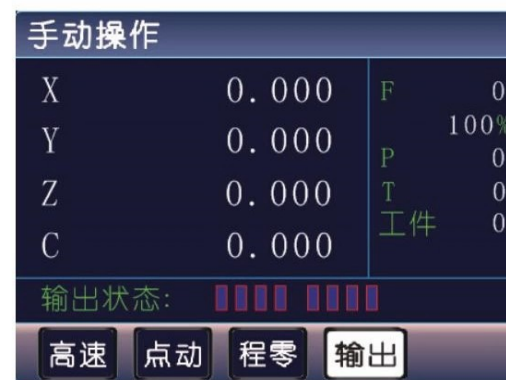 手动操作
X 0.000 F 0
100%
Y 0.000 P 0
Z 0.000 T 0
工件 0
C 0.000
输出状态:
高速 点动 程零 输出